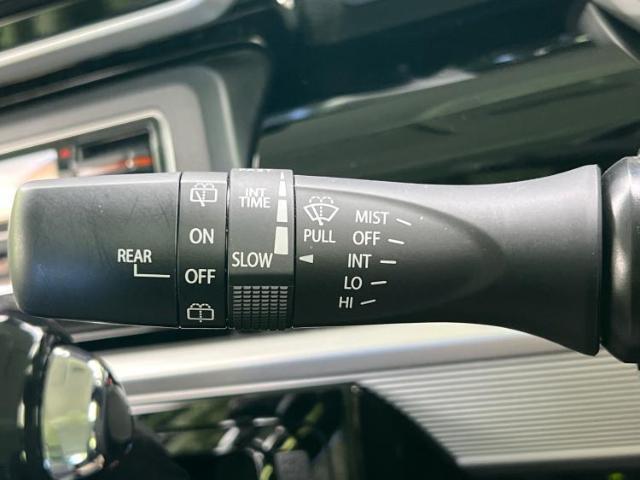 REAR
ON
OFF
INT
TIME
SLOW
PULL
MIST
OFF
INT
LO
HI